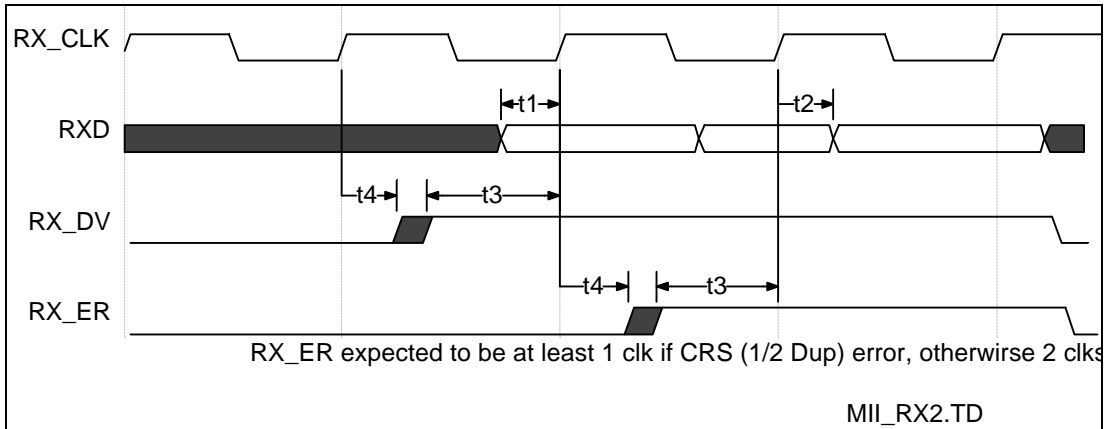 RX_CLK
t1
t2
RXD
t4
t3
RX_DV
t4
t3
RX_ER
RX_ER expected to be at least 1 clk if CRS (1/2 Dup) error, otherwirse 2 clks
MII_RX2.TD